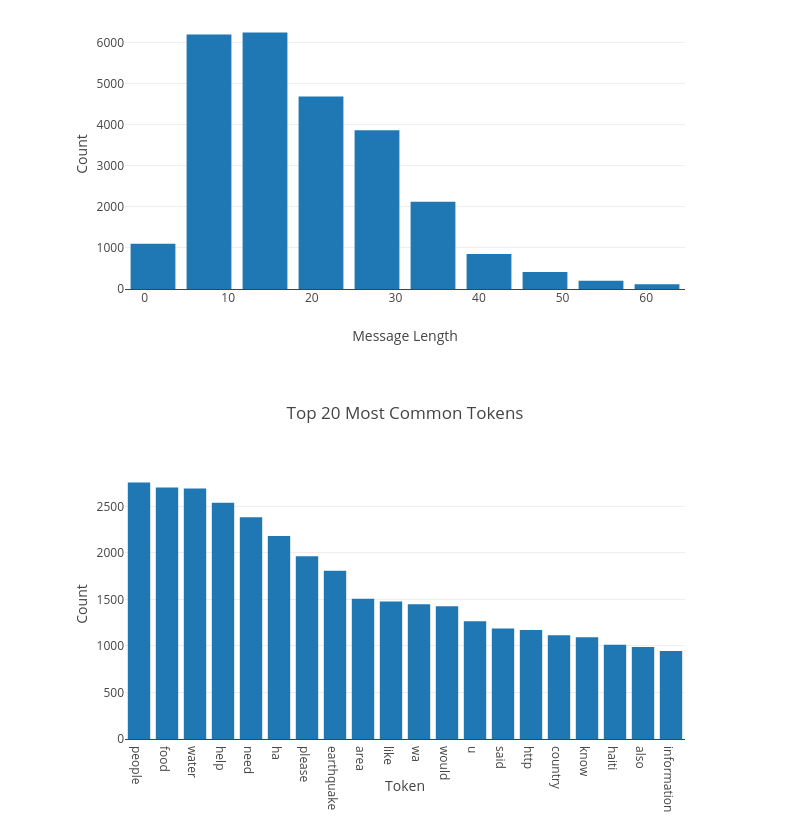 6000
5000
4000
3000
2000
1000
0
Count
0 10 20 30 40 50 60
Message Length
Top 20 Most Common Tokens
2500
2000
1500
1000
500
0
Count
people food water help need ha please earthquake area like wa would u said http country know haiti also information
Token